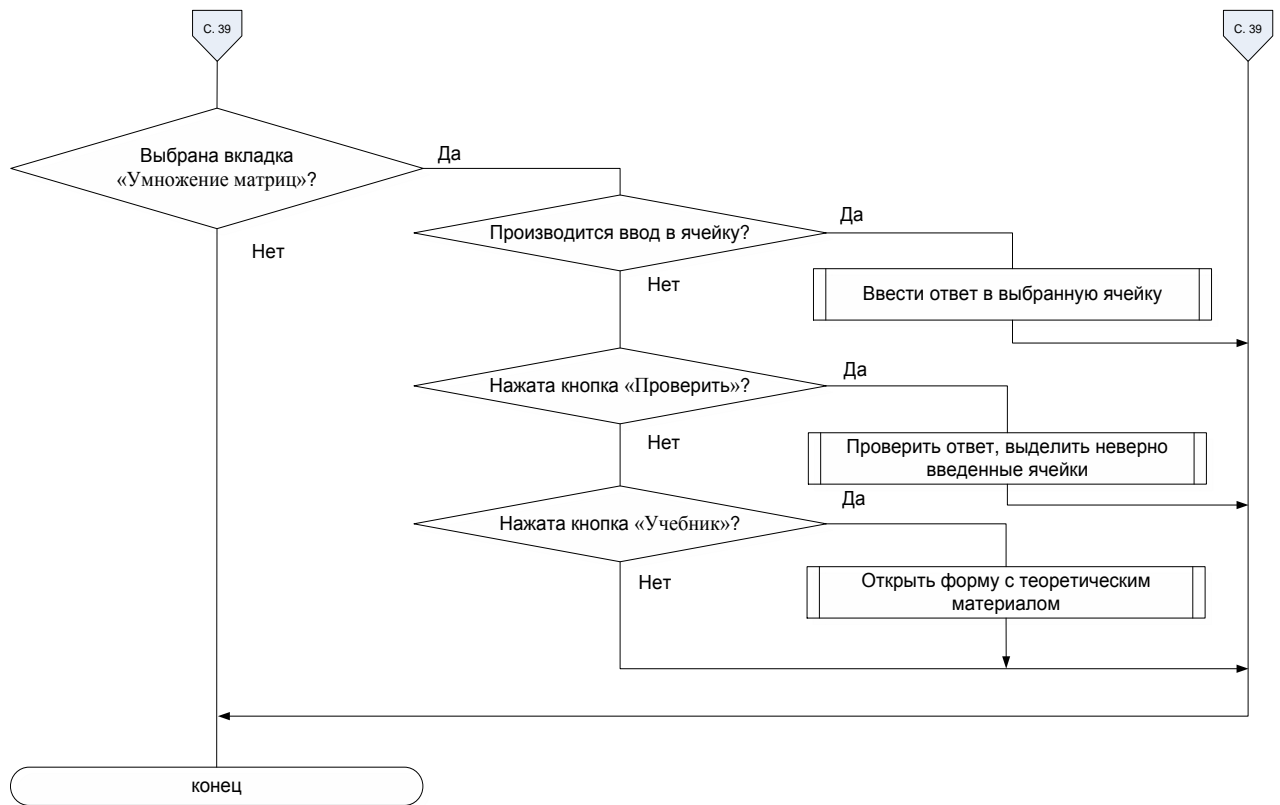 С. 39
С. 39
Выбрана вкладка
«Умножение матриц»?
Да
Нет
Производится ввод в ячейку?
Да
Нет
Ввести ответ в выбранную ячейку
Нажата кнопка «Проверить»?
Да
Нет
Проверить ответ, выделить неверно
введенные ячейки
Нажата кнопка «Учебник»?
Да
Нет
Открыть форму с теоретическим
материалом
конец